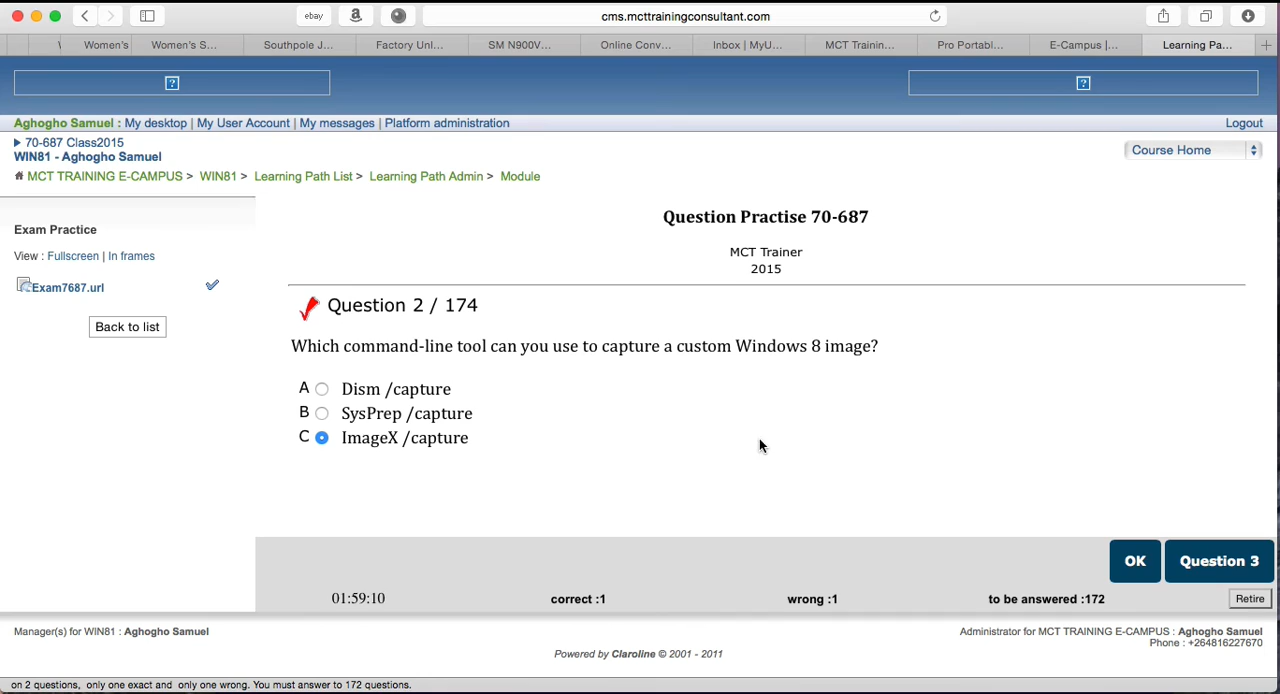 ebay
a
cms.mcttrainingconsultant.com
Women's
Women's S...
Southpole J...
Factory Unl...
SM N900V...
Online Conv...
Inbox | MyU...
MCT Trainin...
Pro Portabl...
E-Campus |...
Learning Pa...
+
?
?
Aghogho Samuel : My desktop | My User Account | My messages | Platform administration
Logout
70-687 Class2015
WIN81 - Aghogho Samuel
Course Home
MCT TRAINING E-CAMPUS > WIN81 > Learning Path List > Learning Path Admin > Module
Exam Practice
View : Fullscreen | In frames
Exam7687.url
Back to list
Question Practise 70-687
MCT Trainer
2015
Question 2 / 174
Which command-line tool can you use to capture a custom Windows 8 image?
A Dism /capture
B SysPrep /capture
C ImageX /capture
OK
Question 3
01:59:10
correct :1
wrong :1
to be answered :172
Retire
Manager(s) for WIN81 : Aghogho Samuel
Administrator for MCT TRAINING E-CAMPUS : Aghogho Samuel
Phone : +264816227670
Powered by Claroline © 2001 - 2011
on 2 questions, only one exact and only one wrong. You must answer to 172 questions.